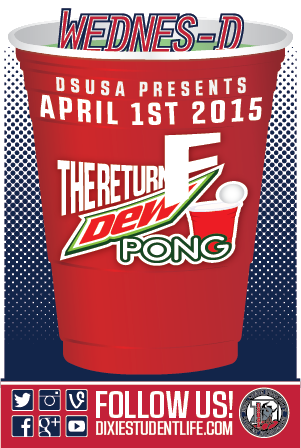 WEDNES-D
DSUSA PRESENTS
APRIL 1ST 2015
THE RETURN F
DEW
PONG
FOLLOW US!
DIXIESTUDENTLIFE.COM